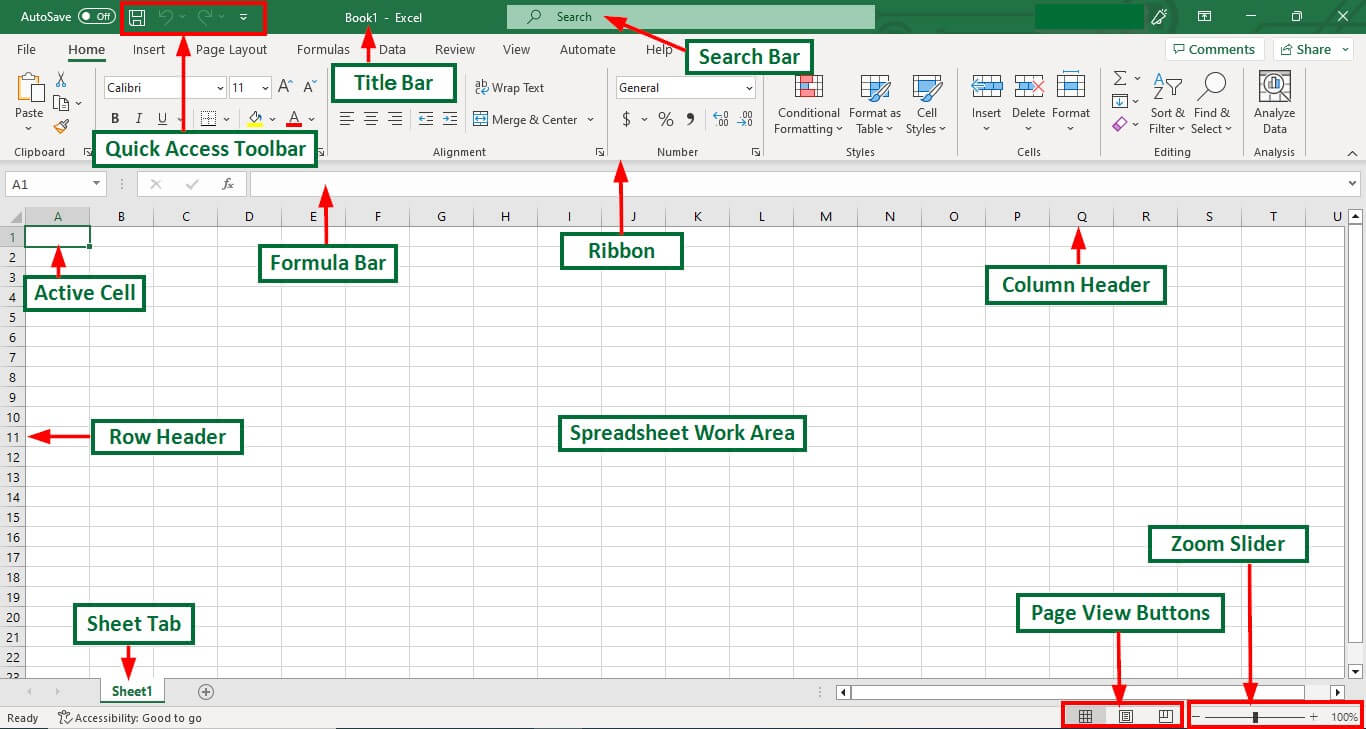 AutoSave Off Book1 - Excel Search
File Home Insert Page Layout Formulas Data Review View Automate Help Comments Share
Search Bar
Title Bar
Calibri 11 Wrap Text General
Paste B I U Merge & Center $ % 9 .00 .00 Conditional Formatting Format as Table Cell Styles Insert Delete Format Sort & Filter Find & Select Analyze Data
Quick Access Toolbar
Clipboard Alignment Number Styles Cells Editing Analysis
A1 fx
A B C D E F G H I J K L M N O P Q R S T U
1
2
Formula Bar Ribbon
3
Active Cell Column Header
4
5
6
7
8
9
10
11 Row Header Spreadsheet Work Area
12
13
14
15
16
Zoom Slider
17
18
19
20 Sheet Tab Page View Buttons
21
22
23
Sheet1
Ready Accessibility: Good to go 100%